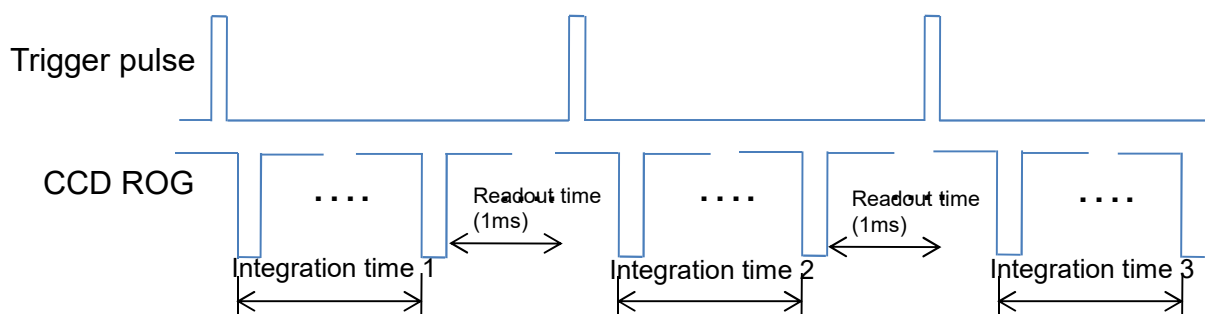 Trigger pulse
CCD ROG
....
Readout time
(1ms)
....
....
Readout time
(1ms)
....
....
Integration time 1
Integration time 2
Integration time 3